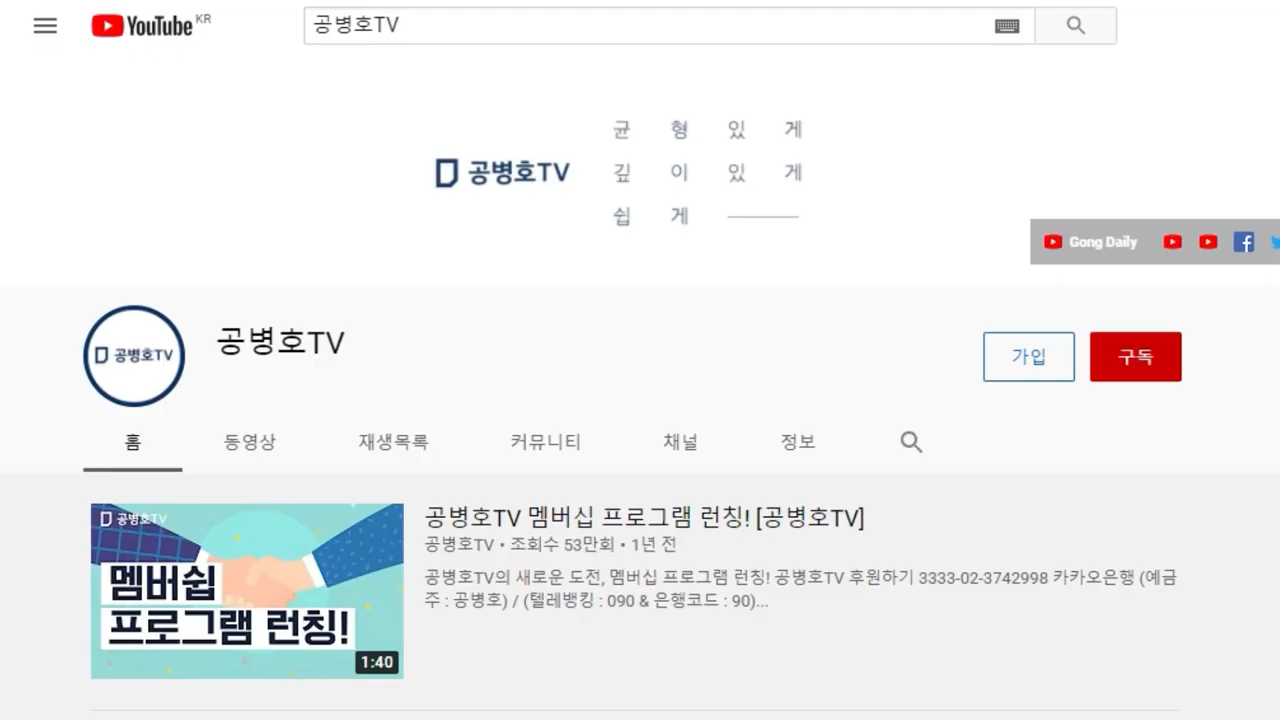 YouTube KR
공병호TV
공병호TV
균 형 있 게
깊 이 있 게
쉽 게
Gong Daily
공병호TV
공병호TV
가입
구독
홈 동영상 재생목록 커뮤니티 채널 정보
공병호TV
멤버쉽
프로그램 런칭!
1:40
공병호TV 멤버십 프로그램 런칭! [공병호TV]
공병호TV • 조회수 53만회 • 1년 전
공병호TV의 새로운 도전, 멤버십 프로그램 런칭! 공병호TV 후원하기 3333-02-3742998 카카오은행 (예금
주 : 공병호) / (텔레뱅킹 : 090 & 은행코드 : 90)...